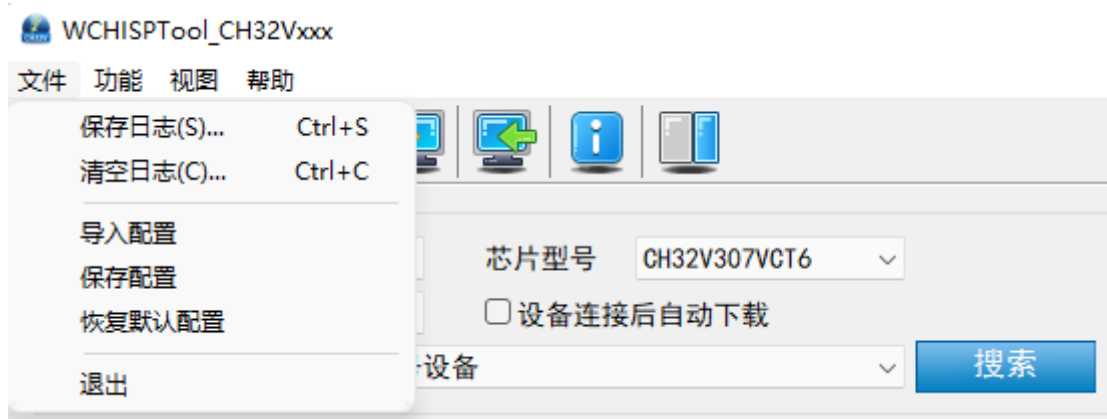 WCHISPTool_CH32Vxxx
文件 功能 视图 帮助
保存日志(S)... Ctrl+S
清空日志(C)... Ctrl+C
导入配置
芯片型号 CH32V307VCT6
保存配置
恢复默认配置
设备连接后自动下载
设备
搜索
退出